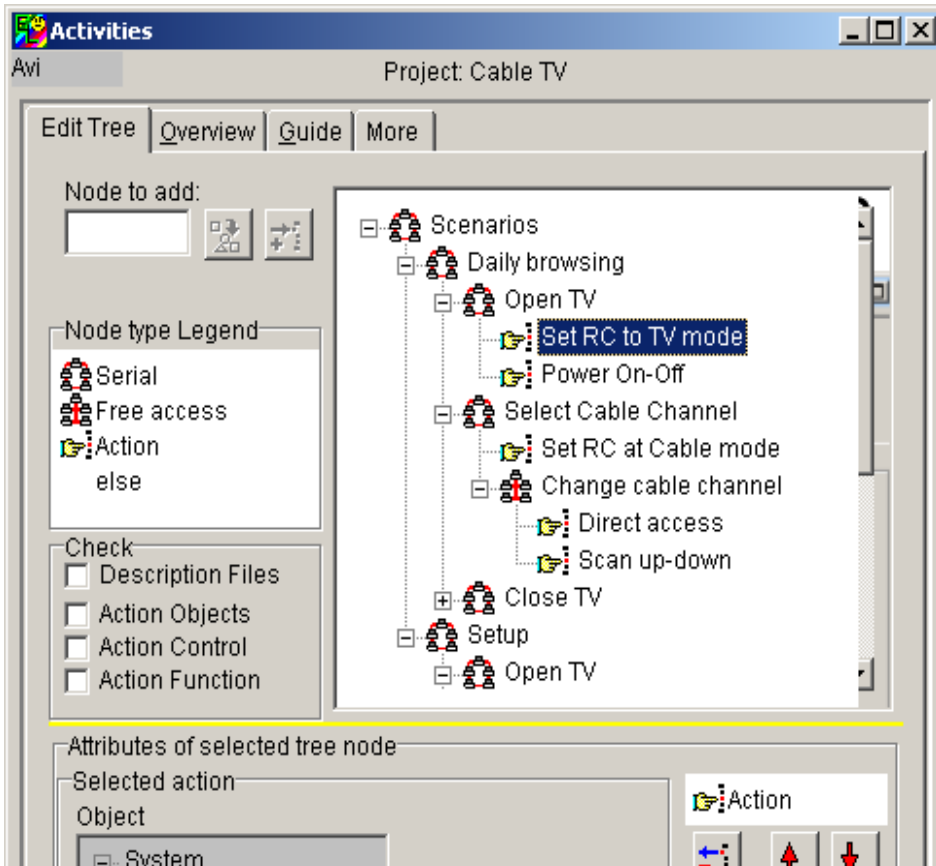 Activities
Avi
Project: Cable TV
Edit Tree Overview Guide More
Node to add:
Scenarios
Daily browsing
Open TV
Set RC to TV mode
Power On-Off
Select Cable Channel
Set RC at Cable mode
Change cable channel
Direct access
Scan up-down
Close TV
Setup
Open TV
Node type Legend
Serial
Free access
Action
else
Check
Description Files
Action Objects
Action Control
Action Function
Attributes of selected tree node
Selected action
Object
System
Action